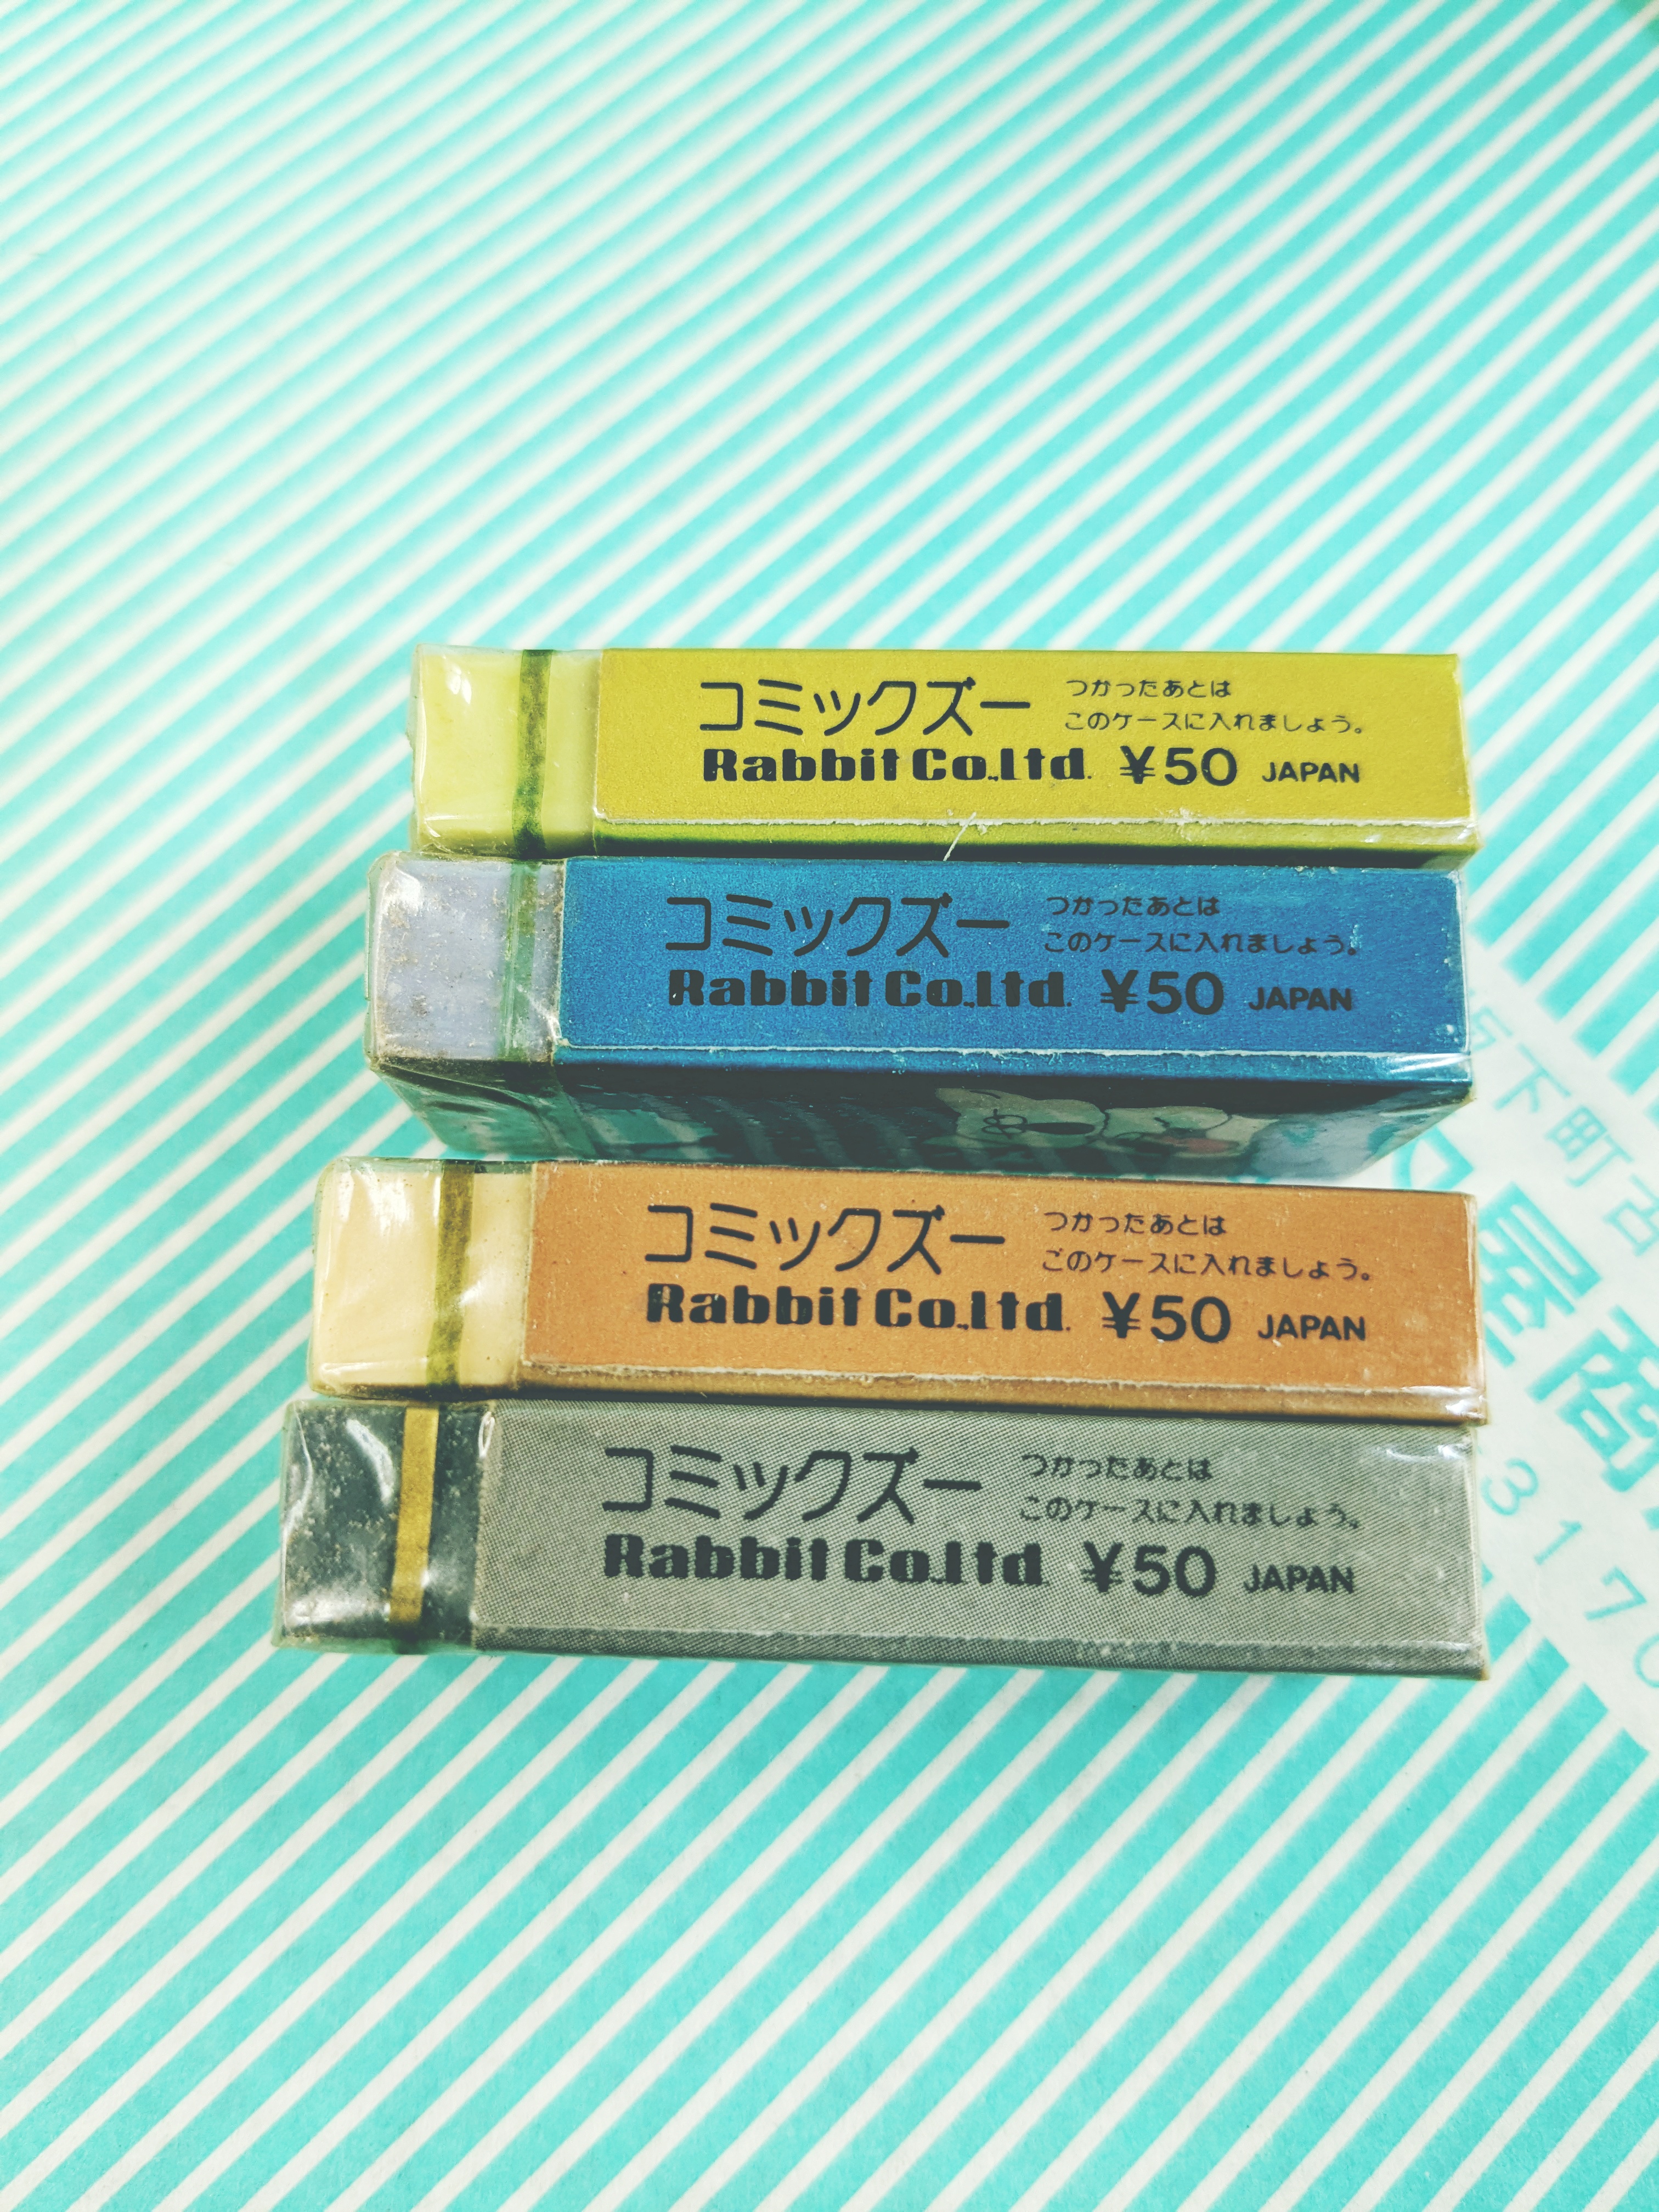 コミックズー
つかったあとは
このケースに入れましょう。
Rabbit Co.,Ltd. ¥50 JAPAN
コミックズー
つかったあとは
このケースに入れましょう。
Rabbit Co.,Ltd. ¥50 JAPAN
コミックズー
つかったあとは
このケースに入れましょう。
Rabbit Co.,Ltd. ¥50 JAPAN
コミックズー
つかったあとは
このケースに入れましょう。
Rabbit Co.,Ltd. ¥50 JAPAN
下町
3170